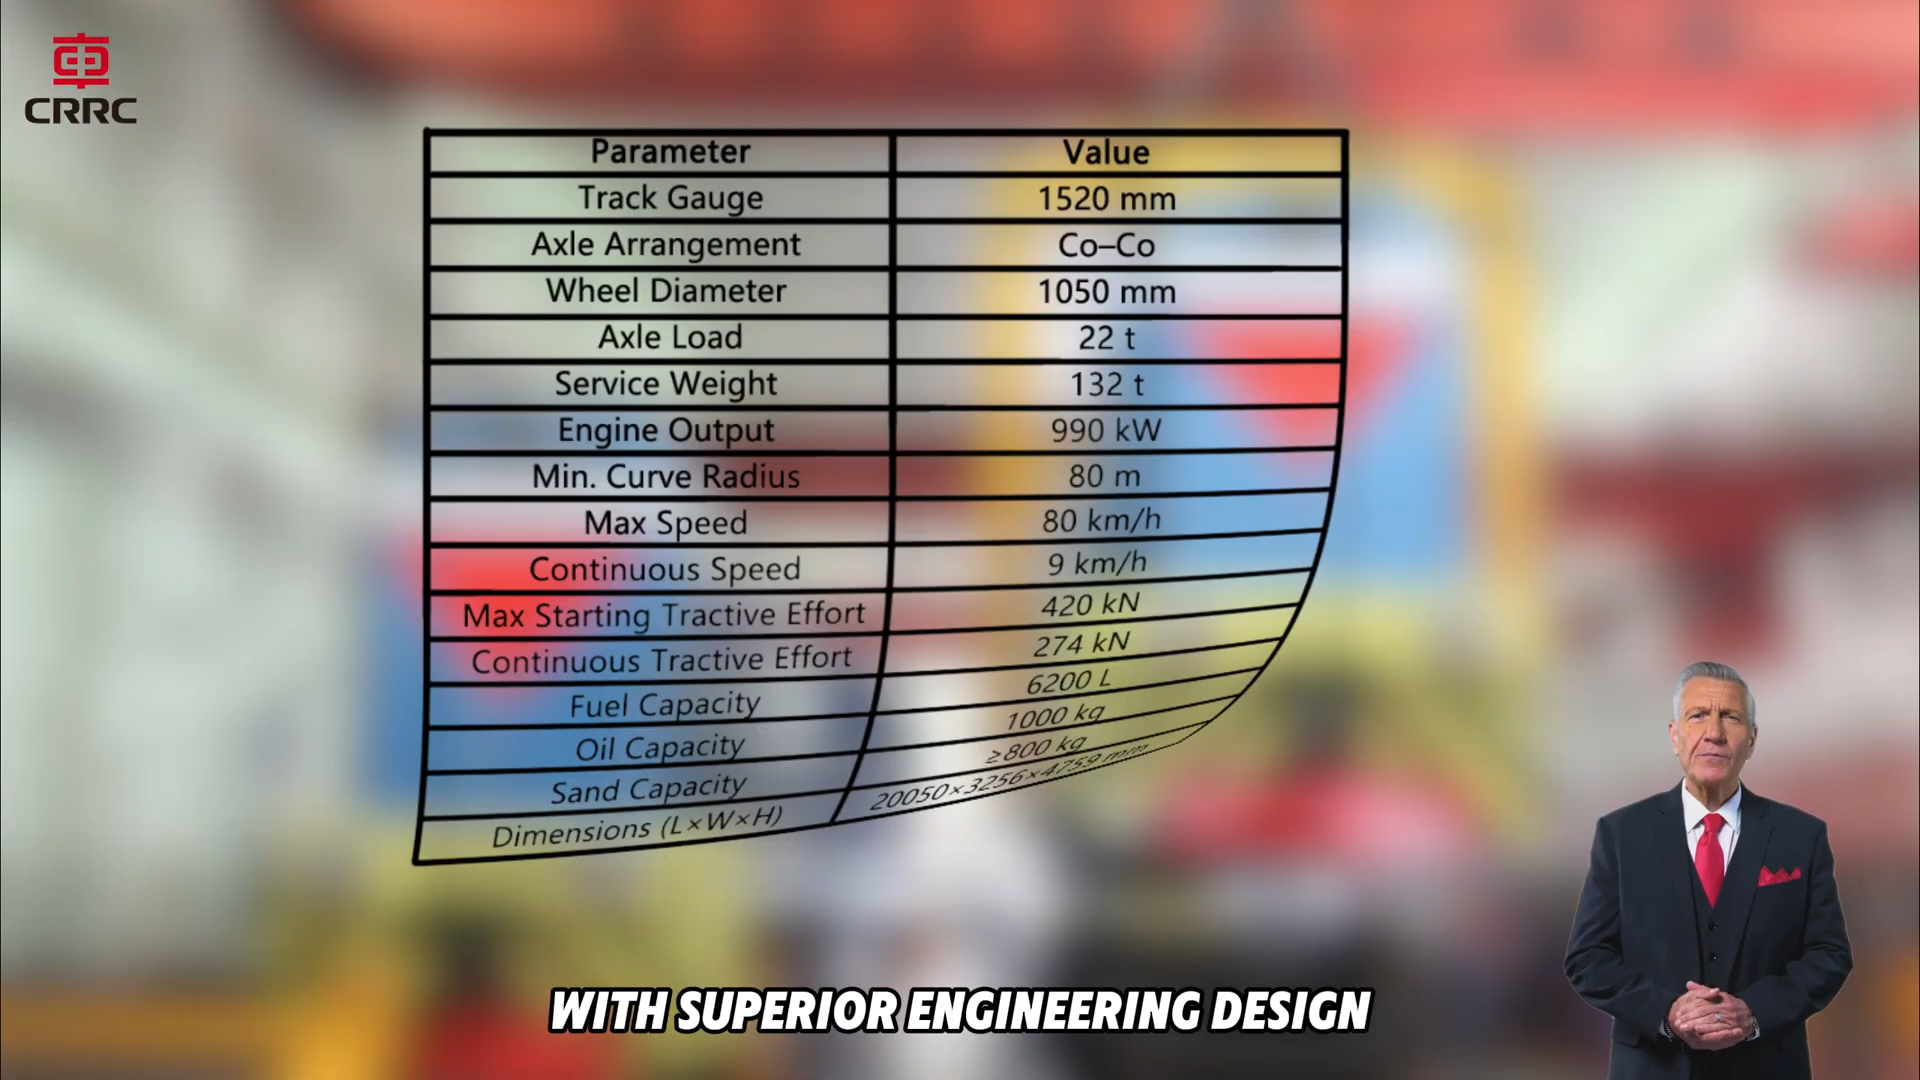 CRRC
Parameter Value
Track Gauge 1520 mm
Axle Arrangement Co–Co
Wheel Diameter 1050 mm
Axle Load 22 t
Service Weight 132 t
Engine Output 990 kW
Min. Curve Radius 80 m
Max Speed 80 km/h
Continuous Speed 9 km/h
Max Starting Tractive Effort 420 kN
Continuous Tractive Effort 274 kN
Fuel Capacity 6200 L
Oil Capacity 1000 kg
Sand Capacity ≥800 kg
Dimensions (L×W×H) 20050×3256×4759 mm
WITH SUPERIOR ENGINEERING DESIGN